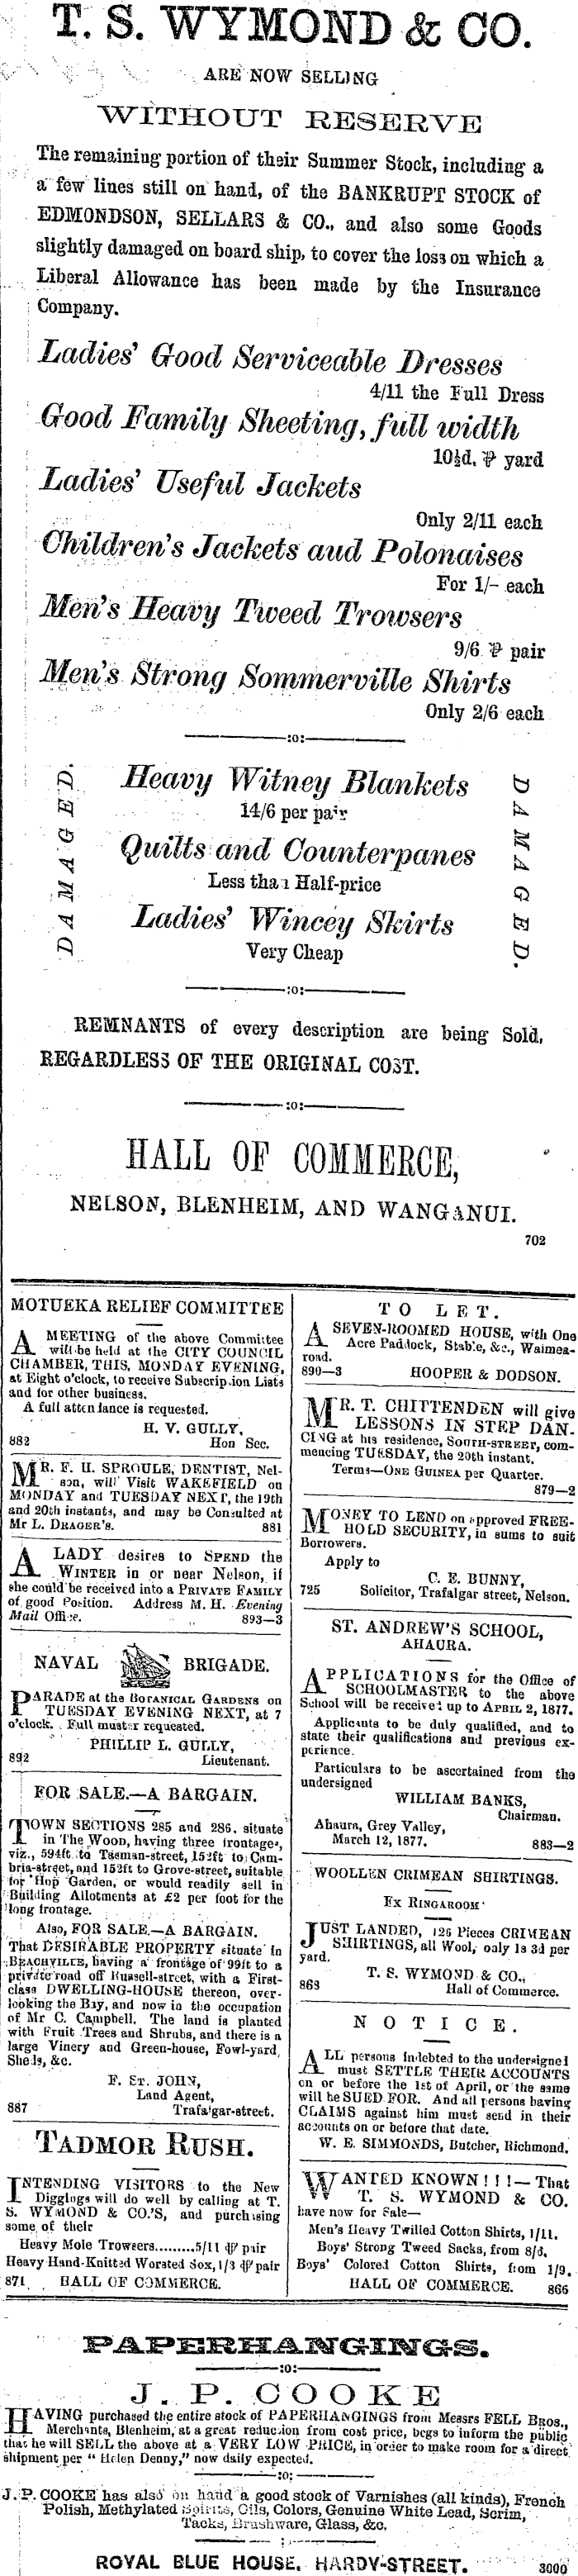 T. S. WYMOND & CO.
ARE NOW SELLING
WITHOUT RESERVE
The remaining portion of their Summer Stock, including a
a few lines still on hand, of the BANKRUPT STOCK of
EDMONDSON, SELLARS & CO., and also some Goods
slightly damaged on board ship, to cover the loss on which a
Liberal Allowance has been made by the Insurance
Company.
Ladies' Good Serviceable Dresses
4/11 the Full Dress
Good Family Sheeting, full width
10½d. ⅌ yard
Ladies' Useful Jackets
Only 2/11 each
Children's Jackets aud Polonaises
For 1/- each
Men's Heavy Tweed Trowsers
9/6 ⅌ pair
Men's Strong Sommerville Shirts
Only 2/6 each
:o:
DAMAGED.
Heavy Witney Blankets
14/6 per pair
Quilts and Counterpanes
Less than Half-price
Ladies' Wincey Skirts
Very Cheap
DAMAGED.
:o:
REMNANTS of every description are being Sold,
REGARDLESS OF THE ORIGINAL COST.
:o:
HALL OF COMMERCE,
NELSON, BLENHEIM, AND WANGANUI.
702
MOTUEKA RELIEF COMMITTEE
A MEETING of the above Committee
will be held at the CITY COUNCIL
CHAMBER, THIS, MONDAY EVENING,
at Eight o'clock, to receive Subscription Lists
and for other business.
A full attendance is requested.
H. V. GULLY,
882 Hon Sec.
MR. F. H. SPROULE, DENTIST, Nel-
son, will Visit WAKEFIELD on
MONDAY and TUESDAY NEXT, the 19th
and 20th instants, and may be Consulted at
Mr L. DRAGER'S. 881
A LADY desires to SPEND the
WINTER in or near Nelson, if
she could be received into a PRIVATE FAMILY
of good Position. Address M. H. Evening
Mail Office. 893—3
NAVAL BRIGADE.
PARADE at the BOTANICAL GARDENS on
TUESDAY EVENING NEXT, at 7
o'clock. Full muster requested.
PHILLIP L. GULLY,
892 Lieutenant.
FOR SALE.—A BARGAIN.
TOWN SECTIONS 285 and 286, situate
in The WOOD, having three frontages,
viz., 594ft to Tasman-street, 152ft to Cam-
bria-street, and 152ft to Grove-street, suitable
for Hop Garden, or would readily sell in
Building Allotments at £2 per foot for the
long frontage.
Also, FOR SALE.—A BARGAIN.
That DESIRABLE PROPERTY situate in
BEACHVILLE, having a frontage of 99ft to a
private road off Russell-street, with a First-
class DWELLING-HOUSE thereon, over-
looking the Bay, and now in the occupation
of Mr C. Campbell. The land is planted
with Fruit Trees and Shrubs, and there is a
large Vinery and Green-house, Fowl-yard,
Sheds, &c.
F. ST. JOHN,
Land Agent,
887 Trafalgar-street.
TADMOR RUSH.
INTENDING VISITORS to the New
Diggings will do well by calling at T.
S. WYMOND & CO.'S, and purchasing
some of their
Heavy Mole Trowsers.........5/11 ⅌ pair
Heavy Hand-Knitted Worsted Sox, 1/3 ⅌ pair
871 HALL OF COMMERCE.
TO LET.
A SEVEN-ROOMED HOUSE, with One
Acre Paddock, Stable, &c., Waimea-
road.
890—3 HOOPER & DODSON.
MR. T. CHITTENDEN will give
LESSONS IN STEP DAN-
CING at his residence, SOUTH-STREET, com-
mencing TUESDAY, the 20th instant.
Terms—ONE GUINEA per Quarter.
879—2
MONEY TO LEND on approved FREE-
HOLD SECURITY, in sums to suit
Borrowers.
Apply to
C. E. BUNNY,
725 Solicitor, Trafalgar street, Nelson.
ST. ANDREW'S SCHOOL,
AHAURA.
APPLICATIONS for the Office of
SCHOOLMASTER to the above
School will be received up to APRIL 2, 1877.
Applicants to be duly qualified, and to
state their qualifications and previous ex-
perience.
Particulars to be ascertained from the
undersigned
WILLIAM BANKS,
Chairman.
Ahaura, Grey Valley,
March 12, 1877. 883—2
WOOLLEN CRIMEAN SHIRTINGS.
EX RINGAROOM
JUST LANDED, 126 Pieces CRIMEAN
SHIRTINGS, all Wool, only 1s 3d per
yard.
T. S. WYMOND & CO.,
863 Hall of Commerce.
NOTICE.
ALL persons indebted to the undersigned
must SETTLE THEIR ACCOUNTS
on or before the 1st of April, or the same
will be SUED FOR. And all persons having
CLAIMS against him must send in their
accounts on or before that date.
W. E. SIMMONDS, Butcher, Richmond.
WANTED KNOWN!!!—That
T. S. WYMOND & CO.
have now for Sale—
Men's Heavy Twilled Cotton Shirts, 1/11.
Boys' Strong Tweed Sacks, from 8/6.
Boys' Colored Cotton Shirts, from 1/9.
HALL OF COMMERCE. 866
PAPERHANGINGS.
:o:
J. P. COOKE
HAVING purchased the entire stock of PAPERHANGINGS from Messrs FELL BROS.,
Merchants, Blenheim, at a great reduction from cost price, begs to inform the public
that he will SELL the above at a VERY LOW PRICE, in order to make room for a direct
shipment per "Helen Denny," now daily expected.
:o:
J. P. COOKE has also on hand a good stock of Varnishes (all kinds), French
Polish, Methylated Spirits, Oils, Colors, Genuine White Lead, Scrim,
Tacks, Brushware, Glass, &c.
ROYAL BLUE HOUSE, HARDY-STREET. 3000